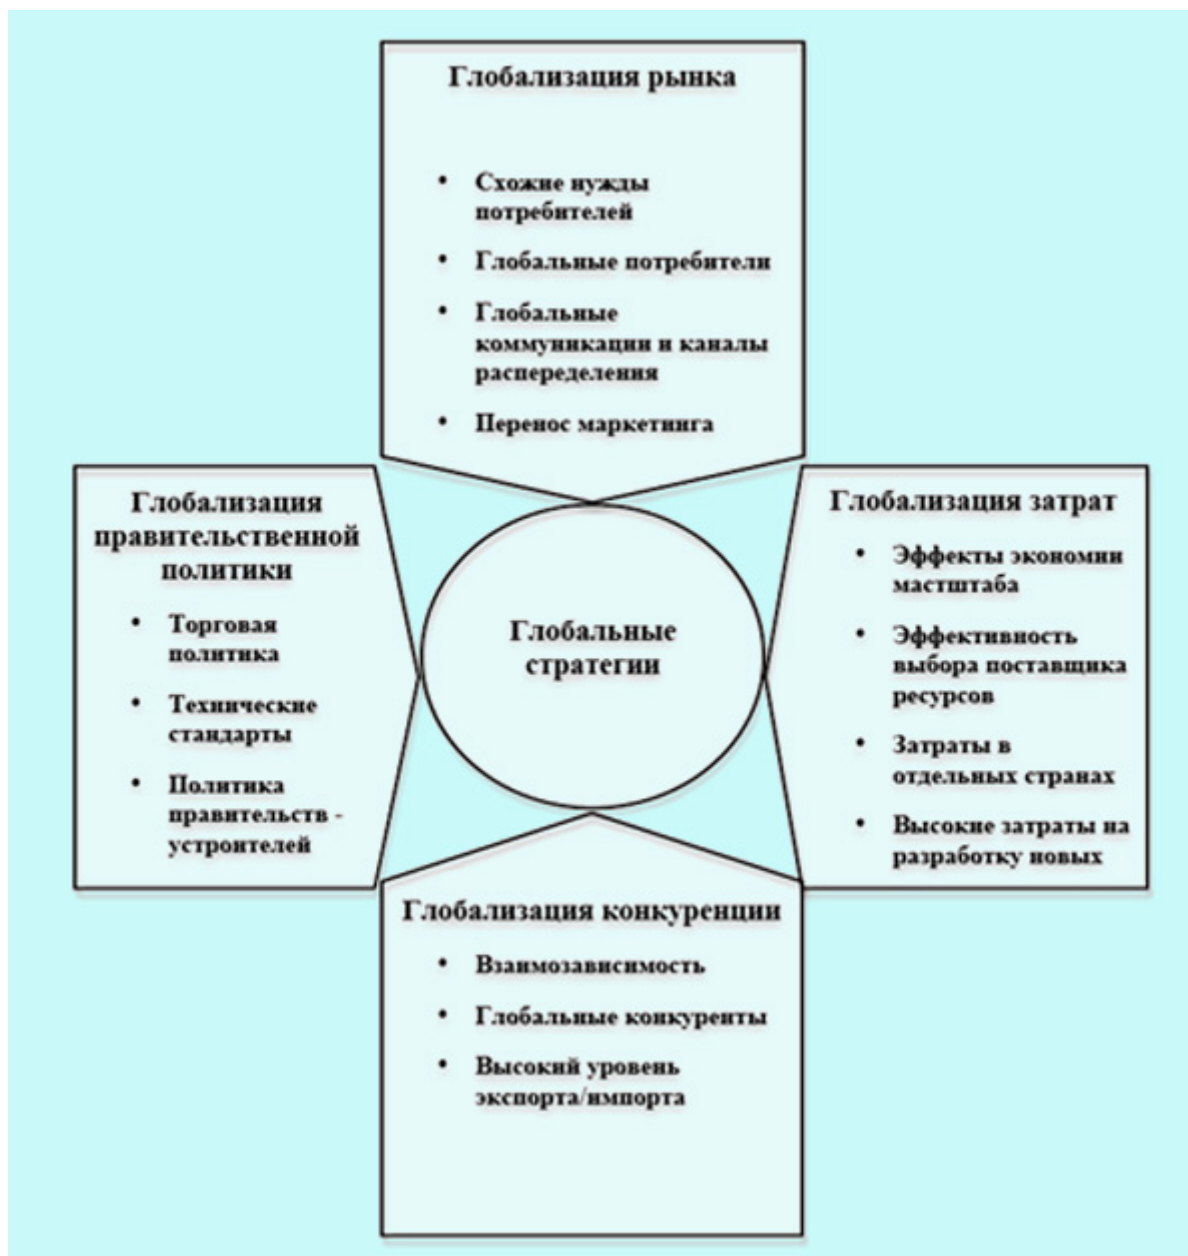 Глобализация рынка
• Схожие нужды
потребителей
• Глобальные потребители
• Глобальные
коммуникации и каналы
распеределения
• Перенос маркетинга
Глобализация
правительственной
политики
• Торговая
политика
• Технические
стандарты
• Политика
правительств -
устроителей
Глобальные
стратегии
Глобализация затрат
• Эффекты экономии
мастштаба
• Эффективность
выбора поставщика
ресурсов
• Затраты в
отдельных странах
• Высокие затраты на
разработку новых
Глобализация конкуренции
• Взаимозависимость
• Глобальные конкуренты
• Высокий уровень
экспорта/импорта